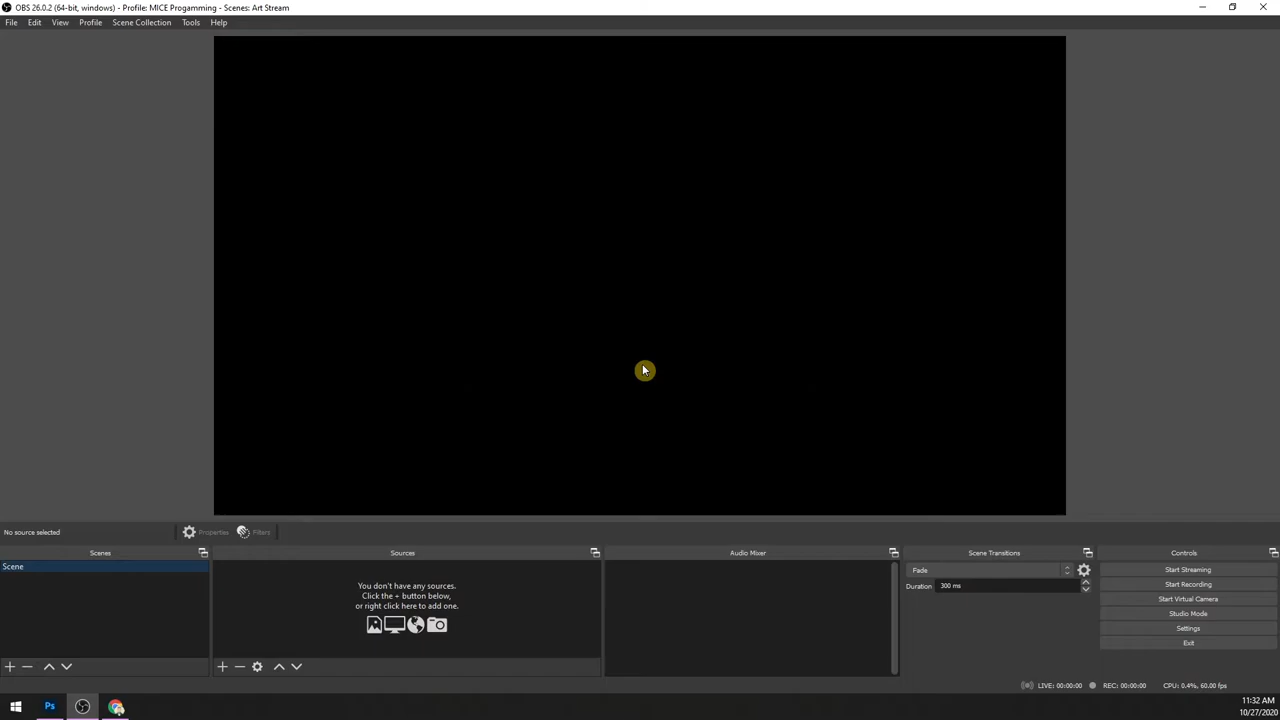 OBS 26.0.2 (64-bit, windows) - Profile: MICE Progamming - Scenes: Art Stream
File Edit View Profile Scene Collection Tools Help
No source selected Properties Filters
Scenes Sources Audio Mixer Scene Transitions Controls
Scene
You don't have any sources.
Click the + button below,
or right click here to add one.
Fade
Duration 300 ms
Start Streaming
Start Recording
Start Virtual Camera
Studio Mode
Settings
Exit
LIVE: 00:00:00 REC: 00:00:00 CPU: 0.4%, 60.00 fps
Ps
11:32 AM
10/27/2020